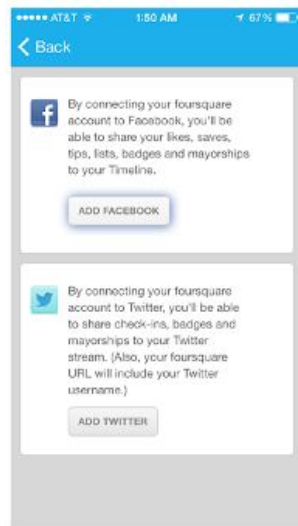 AT&T 1:50 AM 67%
Back
By connecting your foursquare
account to Facebook, you'll be
able to share your likes, saves,
tips, lists, badges and mayorships
to your Timeline.
ADD FACEBOOK
By connecting your foursquare
account to Twitter, you'll be able
to share check-ins, badges and
mayorships to your Twitter
stream. (Also, your foursquare
URL will include your Twitter
username.)
ADD TWITTER